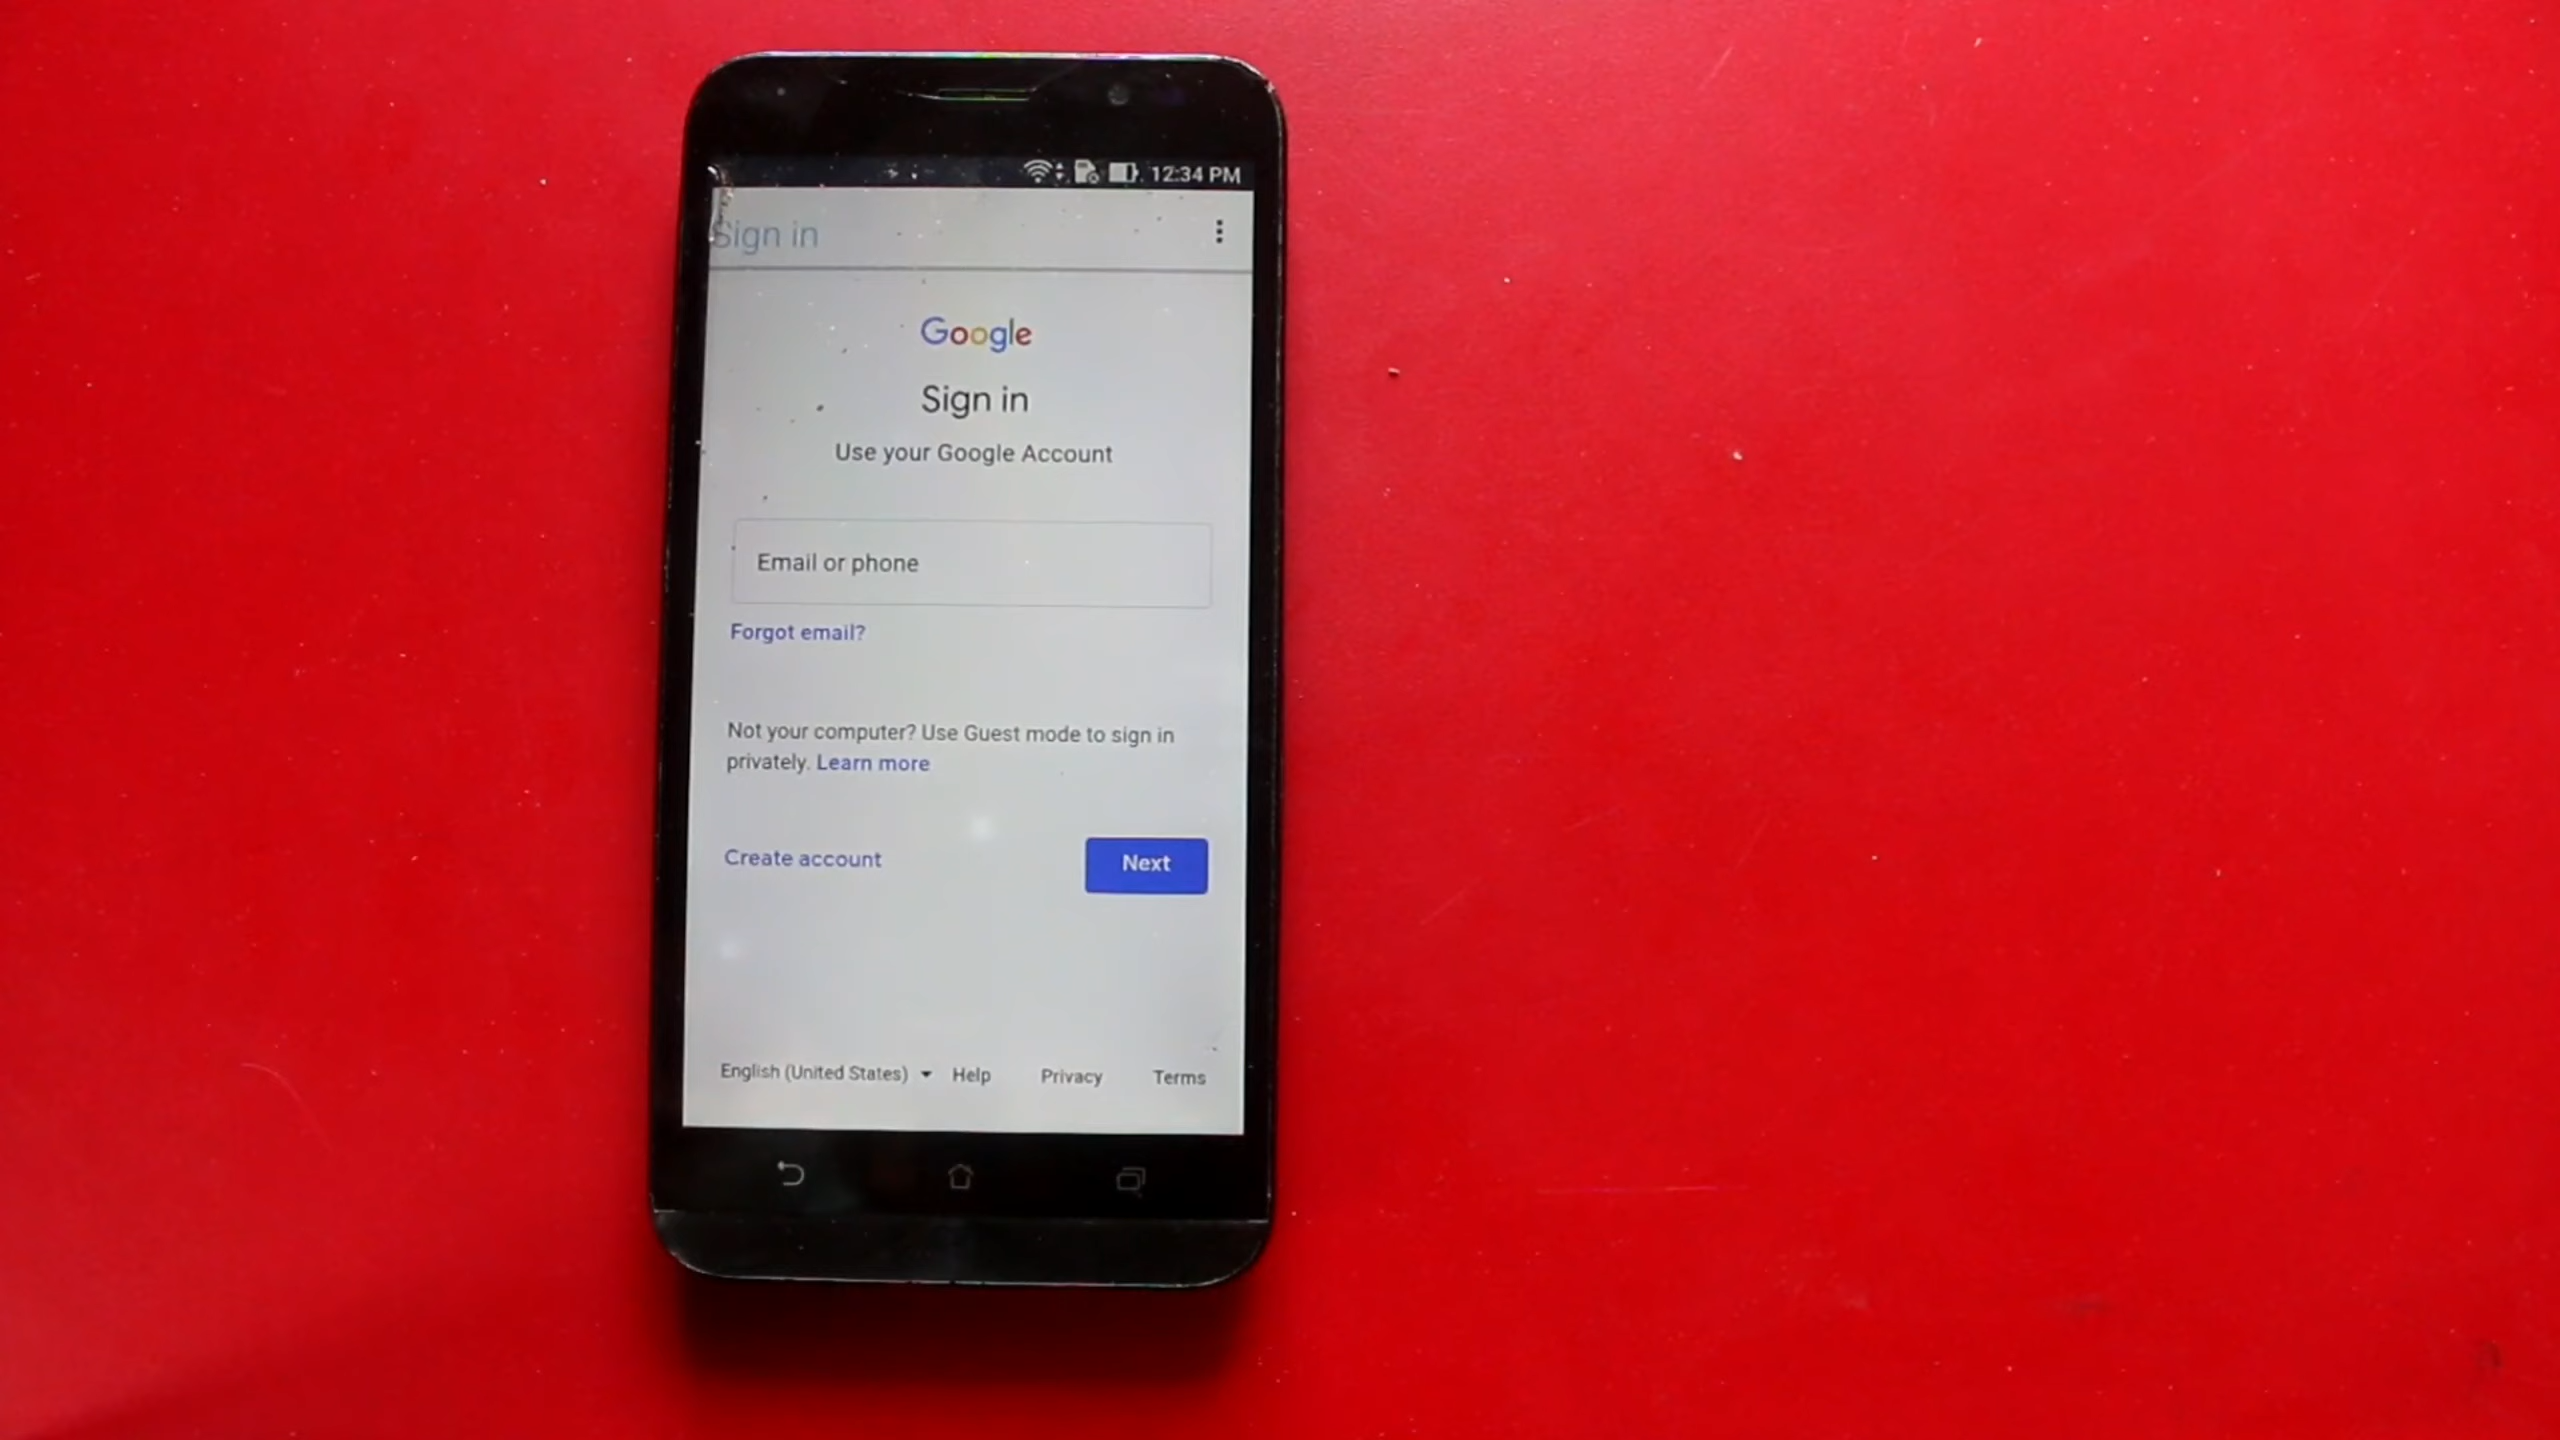 12:34 PM
Sign in
Google
Sign in
Use your Google Account
Email or phone
Forgot email?
Not your computer? Use Guest mode to sign in
privately. Learn more
Create account
Next
English (United States) Help Privacy Terms